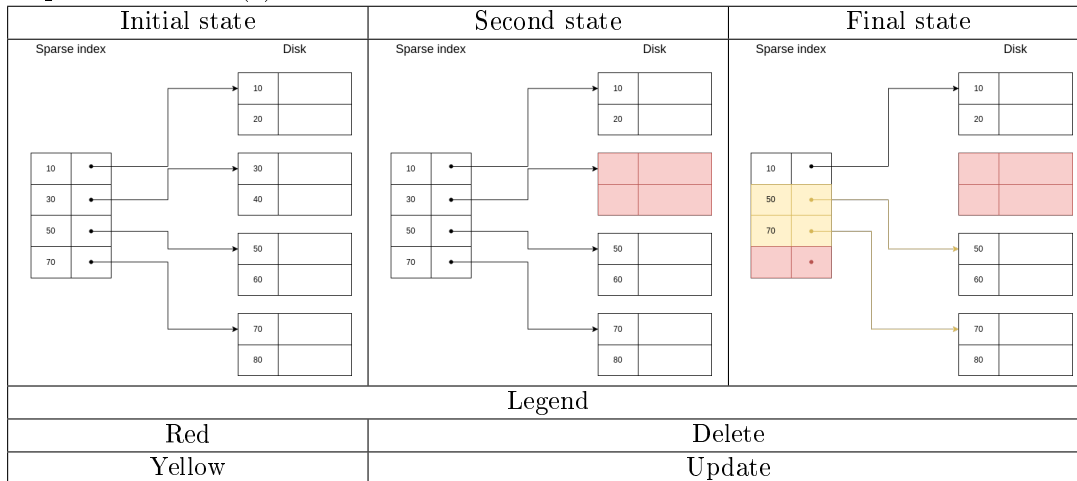 Initial state Second state Final state
Sparse index Disk Sparse index Disk Sparse index Disk
10 10 10
20 20 20
10 30 10 10
30 40 30 50
50 50 50 70 50
70 60 70 60 60
50
70 70 70
80 80 80
Legend
Red Delete
Yellow Update